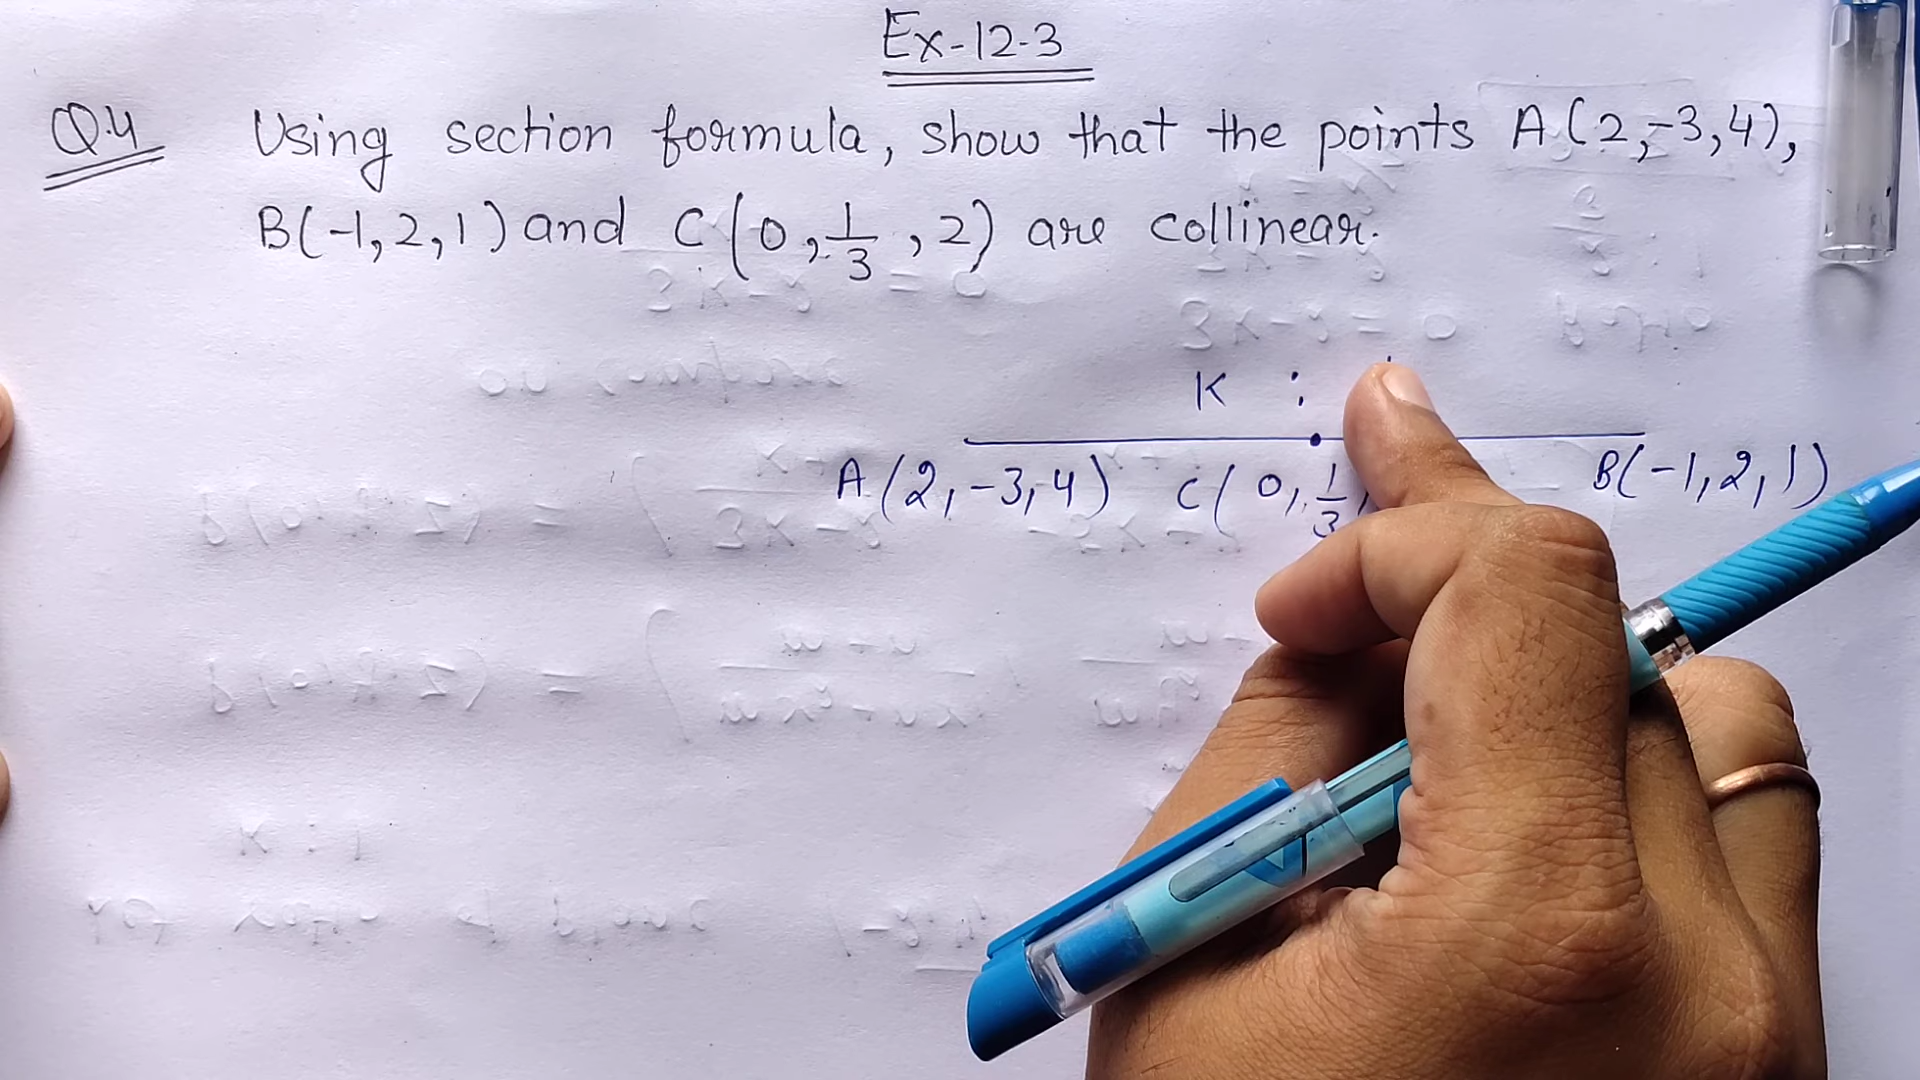 Ex-12.3
Q.4 Using section formula, show that the points A(2,-3,4),
B(-1,2,1) and C(0,1/3,2) are collinear.
K :
A(2,-3,4) C(0,1/3, B(-1,2,1)